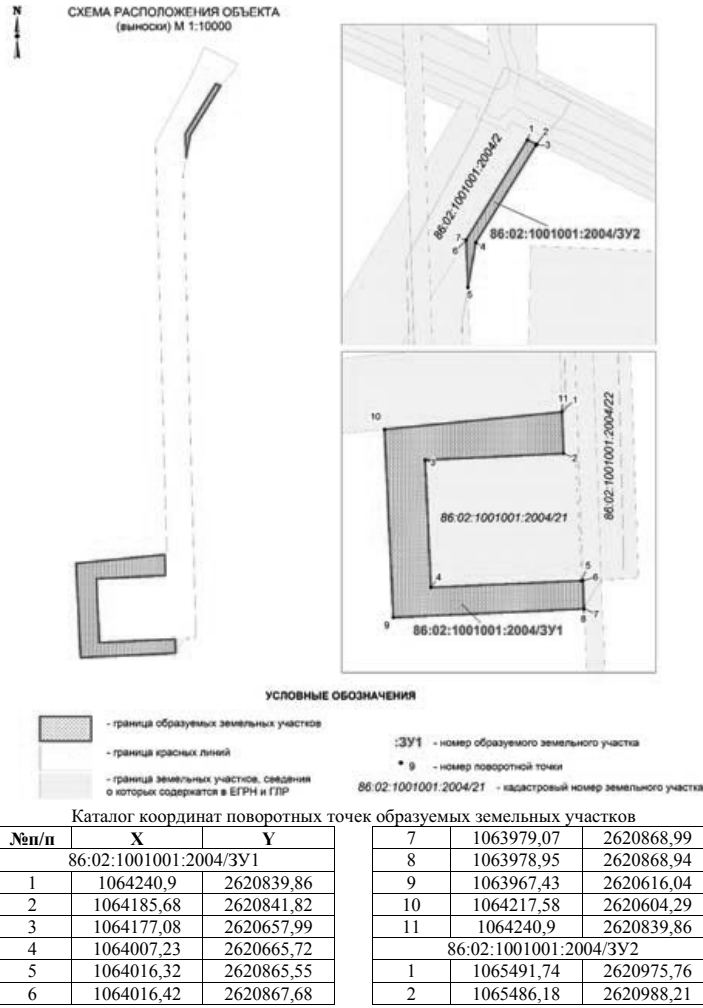 N
СХЕМА РАСПОЛОЖЕНИЯ ОБЪЕКТА
(выноски) М 1:10000
1
2
3
86:02:1001001:2004/2
7
6
4
86:02:1001001:2004/ЗУ2
5
11
1
10
2
3
86:02:1001001:2004/22
86:02:1001001:2004/21
4
5
6
9
8
7
86:02:1001001:2004/ЗУ1
УСЛОВНЫЕ ОБОЗНАЧЕНИЯ
- граница образуемых земельных участков
- граница красных линий
- граница земельных участков, сведения
о которых содержатся в ЕГРН и ГЛР
:ЗУ1 - номер образуемого земельного участка
9 - номер поворотной точки
86:02:1001001:2004/21 - кадастровый номер земельного участка
Каталог координат поворотных точек образуемых земельных участков
№п/п X Y
86:02:1001001:2004/ЗУ1
1 1064240,9 2620839,86
2 1064185,68 2620841,82
3 1064177,08 2620657,99
4 1064007,23 2620665,72
5 1064016,32 2620865,55
6 1064016,42 2620867,68
7 1063979,07 2620868,99
8 1063978,95 2620868,94
9 1063967,43 2620616,04
10 1064217,58 2620604,29
11 1064240,9 2620839,86
86:02:1001001:2004/ЗУ2
1 1065491,74 2620975,76
2 1065486,18 2620988,21